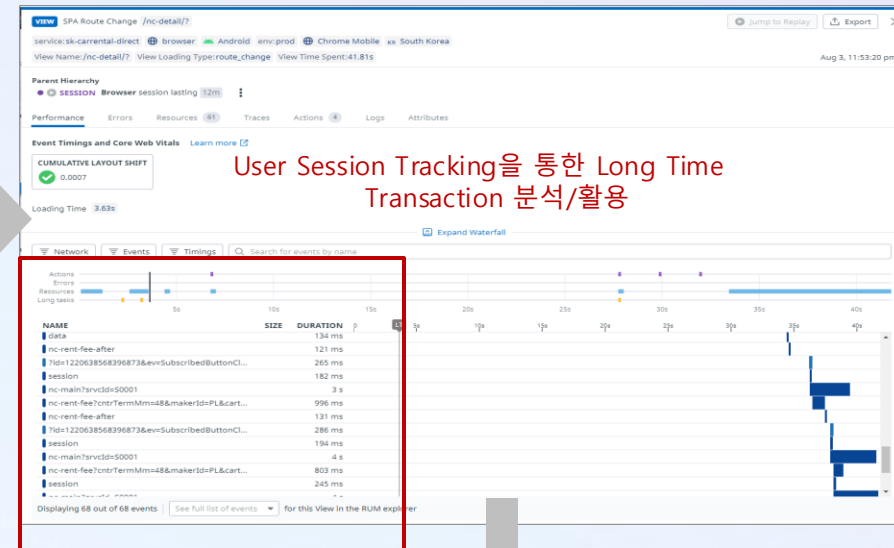 VIEW SPA Route Change /nc-detail/?
Jump to Replay
Export
service:sk-carrental-direct browser Android env:prod Chrome Mobile KR South Korea
View Name:/nc-detail/? View Loading Type:route_change View Time Spent:41.81s
Aug 3, 11:53:20 pm
Parent Hierarchy
SESSION Browser session lasting 12m
Performance Errors Resources 61 Traces Actions 4 Logs Attributes
Event Timings and Core Web Vitals Learn more
CUMULATIVE LAYOUT SHIFT
0.0007
User Session Tracking을 통한 Long Time
Transaction 분석/활용
Loading Time 3.63s
Expand Waterfall
Network Events Timings Search for events by name
Actions
Errors
Resources
Long tasks
5s 10s 15s 20s 25s 30s 35s 40s
NAME SIZE DURATION 0 5s 10s 15s 20s 25s 30s 35s 40s
data 134 ms
nc-rent-fee-after 121 ms
?id=1220638568396873&ev=SubscribedButtonCl... 265 ms
session 182 ms
nc-main?srvcId=S0001 3 s
nc-rent-fee?cntrTermMm=48&makerId=PL&cart... 996 ms
nc-rent-fee-after 131 ms
?id=1220638568396873&ev=SubscribedButtonCl... 286 ms
session 194 ms
nc-main?srvcId=S0001 4 s
nc-rent-fee?cntrTermMm=48&makerId=PL&cart... 803 ms
session 245 ms
Displaying 68 out of 68 events See full list of events for this View in the RUM explorer